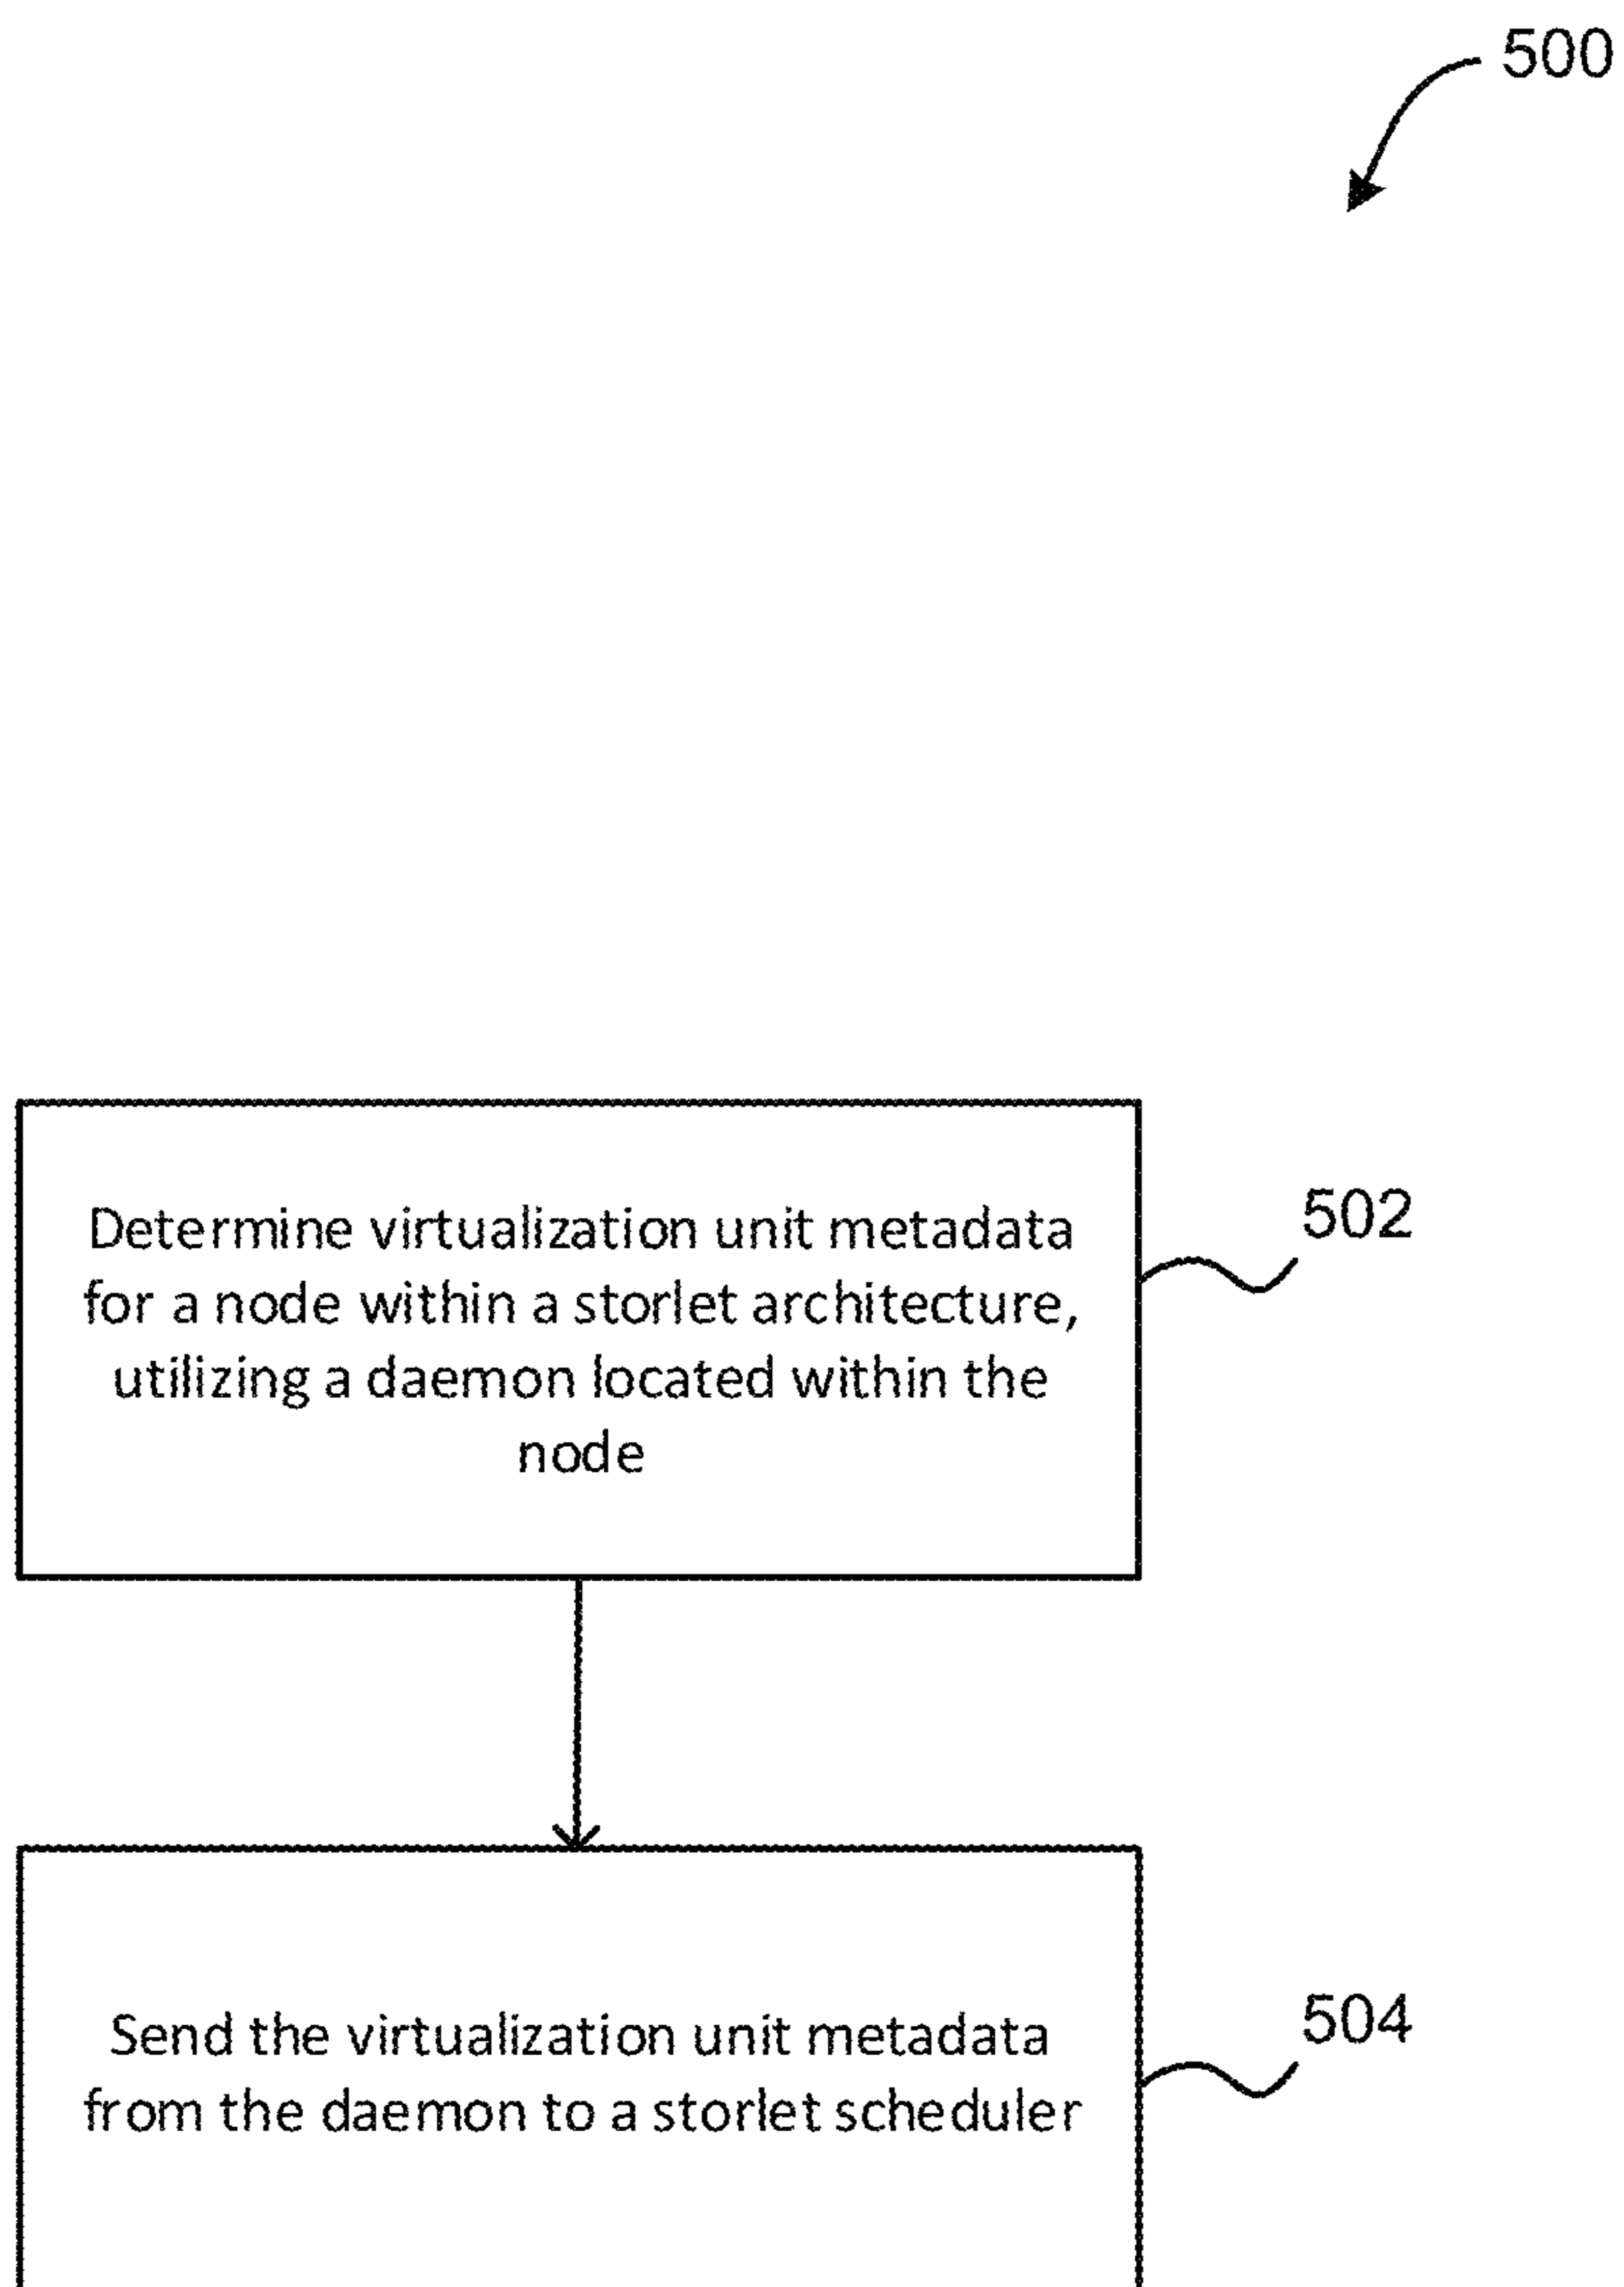 500
Determine virtualization unit metadata
for a node within a storlet architecture,
utilizing a daemon located within the
node
502
Send the virtualization unit metadata
from the daemon to a storlet scheduler
504